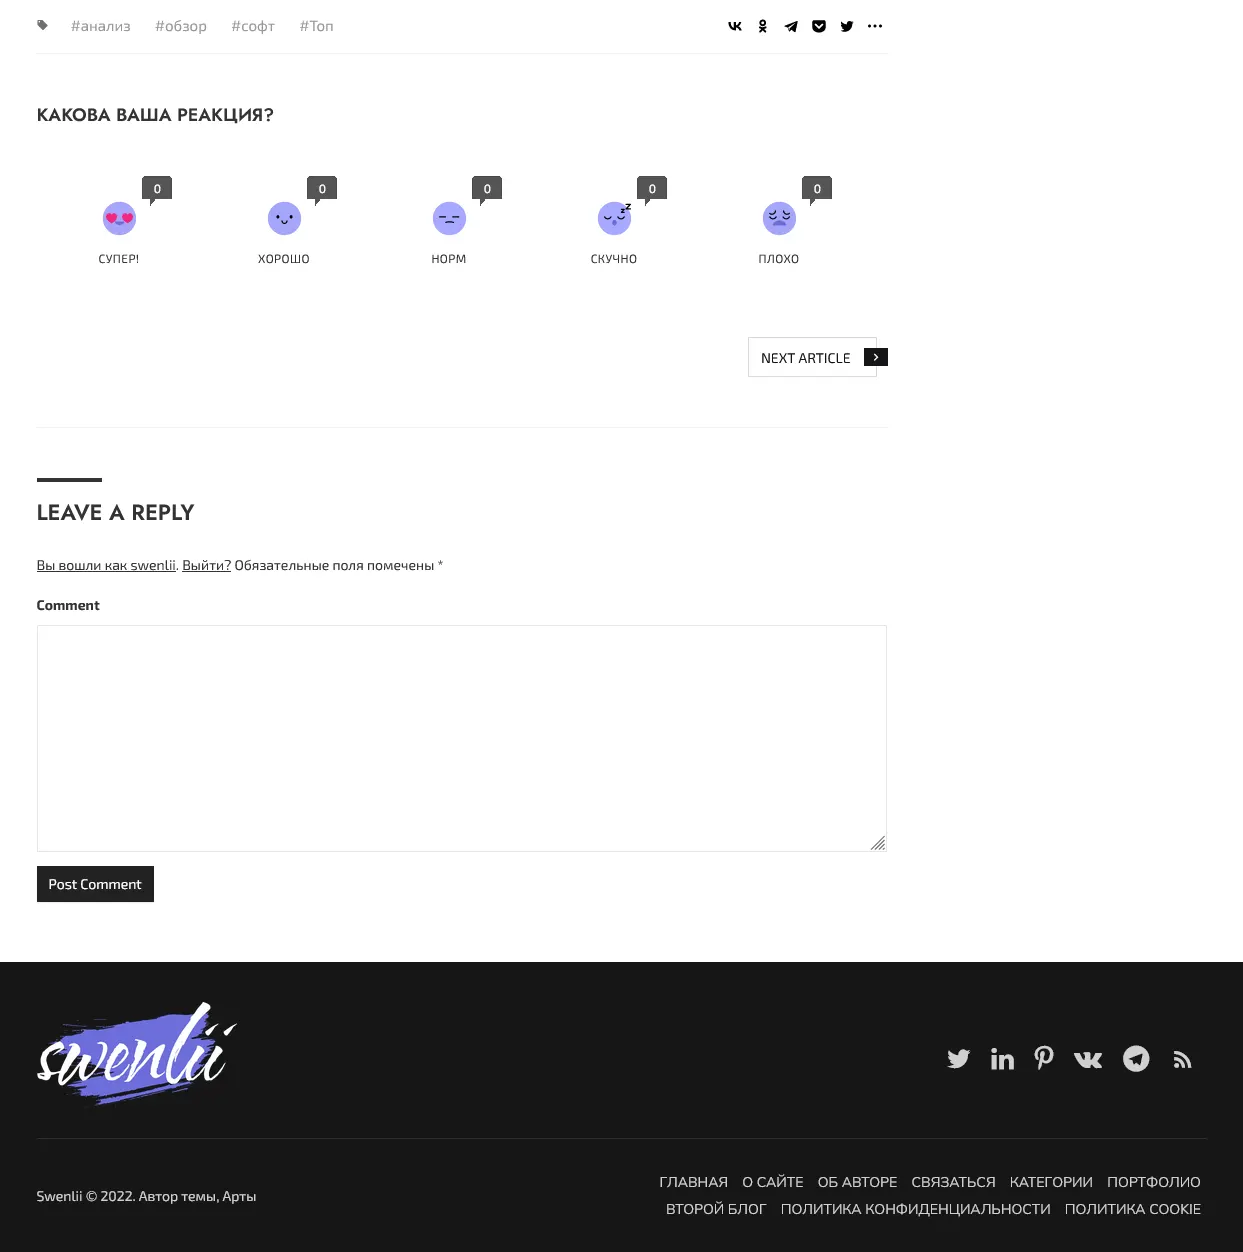 #анализ #обзор #софт #Топ
КАКОВА ВАША РЕАКЦИЯ?
0 0 0 0 0
СУПЕР! ХОРОШО НОРМ СКУЧНО ПЛОХО
NEXT ARTICLE
LEAVE A REPLY
Вы вошли как swenlii. Выйти? Обязательные поля помечены *
Comment
Post Comment
swenlii
Swenlii © 2022. Автор темы, Арты
ГЛАВНАЯ О САЙТЕ ОБ АВТОРЕ СВЯЗАТЬСЯ КАТЕГОРИИ ПОРТФОЛИО
ВТОРОЙ БЛОГ ПОЛИТИКА КОНФИДЕНЦИАЛЬНОСТИ ПОЛИТИКА COOKIE